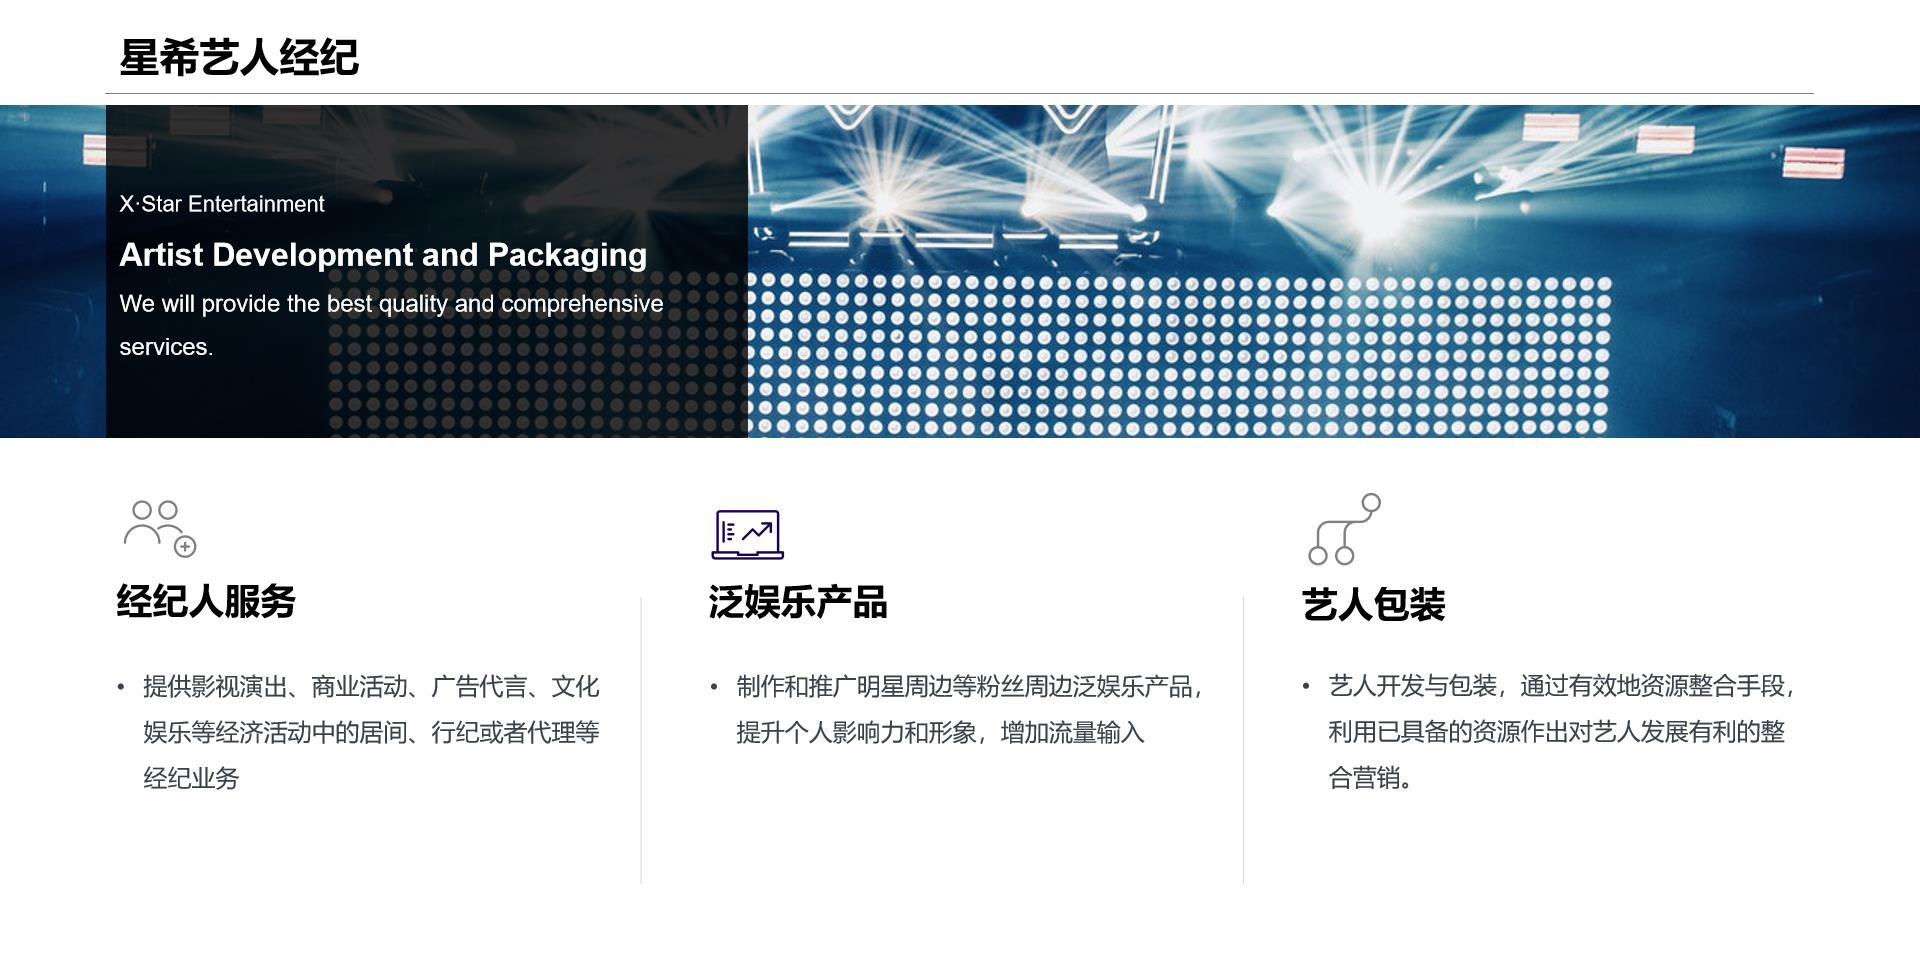 星希艺人经纪
X·Star Entertainment
Artist Development and Packaging
We will provide the best quality and comprehensive
services.
经纪人服务
• 提供影视演出、商业活动、广告代言、文化
娱乐等经济活动中的居间、行纪或者代理等
经纪业务
泛娱乐产品
• 制作和推广明星周边等粉丝周边泛娱乐产品，
提升个人影响力和形象，增加流量输入
艺人包装
• 艺人开发与包装，通过有效地资源整合手段，
利用已具备的资源作出对艺人发展有利的整
合营销。